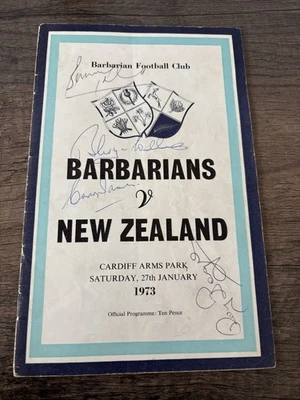 Barbarian Football Club
BARBARIANS
v
NEW ZEALAND
CARDIFF ARMS PARK
SATURDAY, 27th JANUARY
1973
Official Programme: Ten Pence